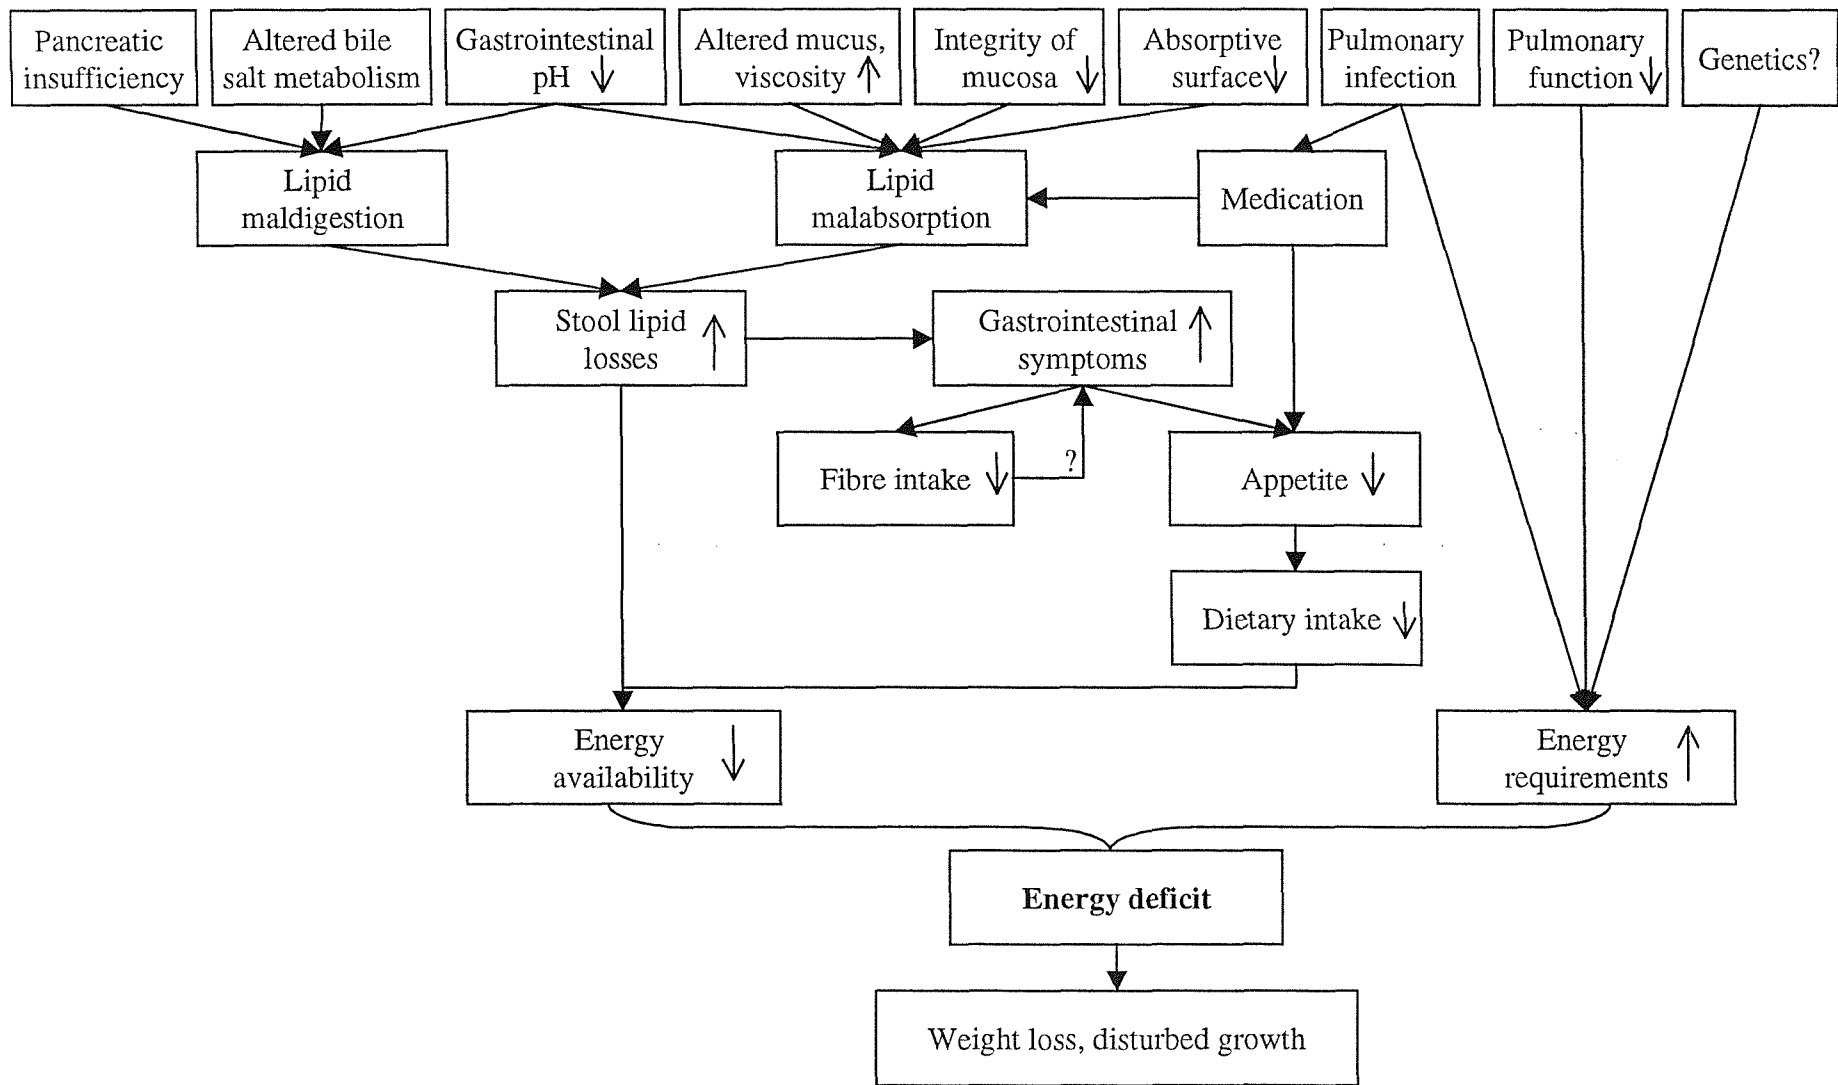 Pancreatic
insufficiency
Altered bile
salt metabolism
Gastrointestinal
pH ↓
Altered mucus,
viscosity ↑
Integrity of
mucosa ↓
Absorptive
surface ↓
Pulmonary
infection
Pulmonary
function ↓
Genetics?
Lipid
maldigestion
Lipid
malabsorption
Medication
Stool lipid
losses ↑
Gastrointestinal
symptoms ↑
Fibre intake ↓
?
Appetite ↓
Dietary intake ↓
Energy
availability ↓
Energy
requirements ↑
Energy deficit
Weight loss, disturbed growth